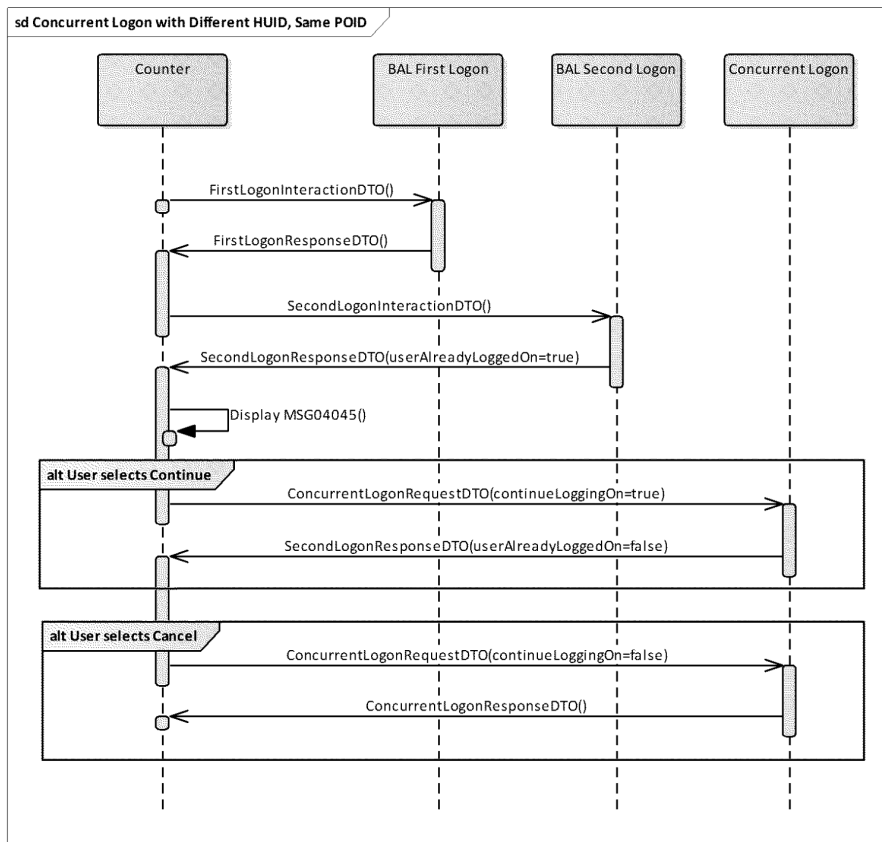 sd Concurrent Logon with Different HUID, Same POID
Counter
BAL First Logon
BAL Second Logon
Concurrent Logon
FirstLogonInteractionDTO()
FirstLogonResponseDTO()
SecondLogonInteractionDTO()
SecondLogonResponseDTO(userAlreadyLoggedOn=true)
Display MSG04045()
alt User selects Continue
ConcurrentLogonRequestDTO(continueLoggingOn=true)
SecondLogonResponseDTO(userAlreadyLoggedOn=false)
alt User selects Cancel
ConcurrentLogonRequestDTO(continueLoggingOn=false)
ConcurrentLogonResponseDTO()